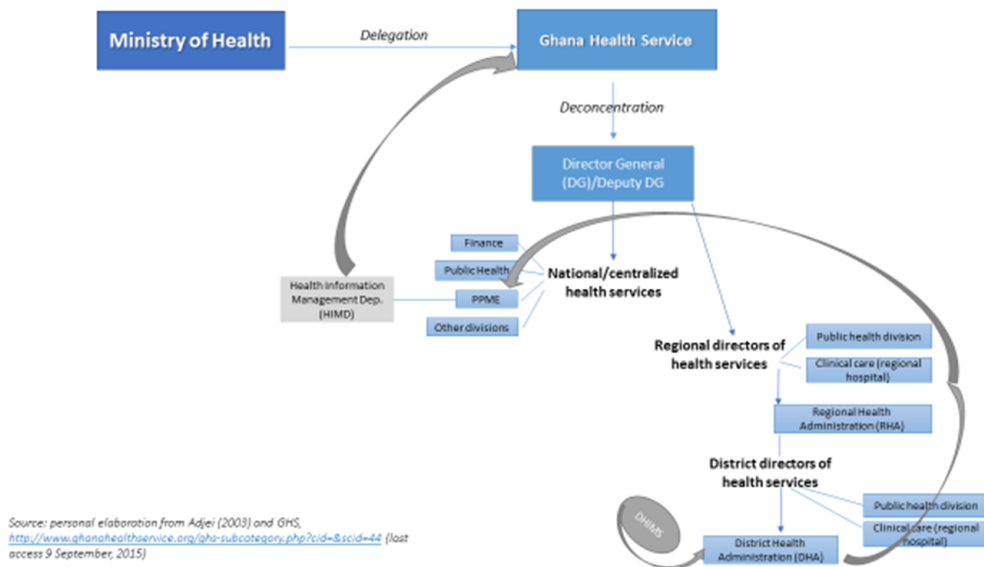 Ministry of Health
Delegation
Ghana Health Service
Deconcentration
Director General
(DG)/Deputy DG
Finance
Public Health
PPME
Other divisions
National/centralized
health services
Health Information
Management Dep.
(HIMD)
Regional directors of
health services
Public health division
Clinical care (regional
hospital)
Regional Health
Administration (RHA)
District directors of
health services
Public health division
Clinical care (regional
hospital)
DHIMS
District Health
Administration (DHA)
Source: personal elaboration from Adjei (2003) and GHS,
http://www.ghanahealthservice.org/ghs-subcategory.php?cid=&scid=44 (last
access 9 September, 2015)